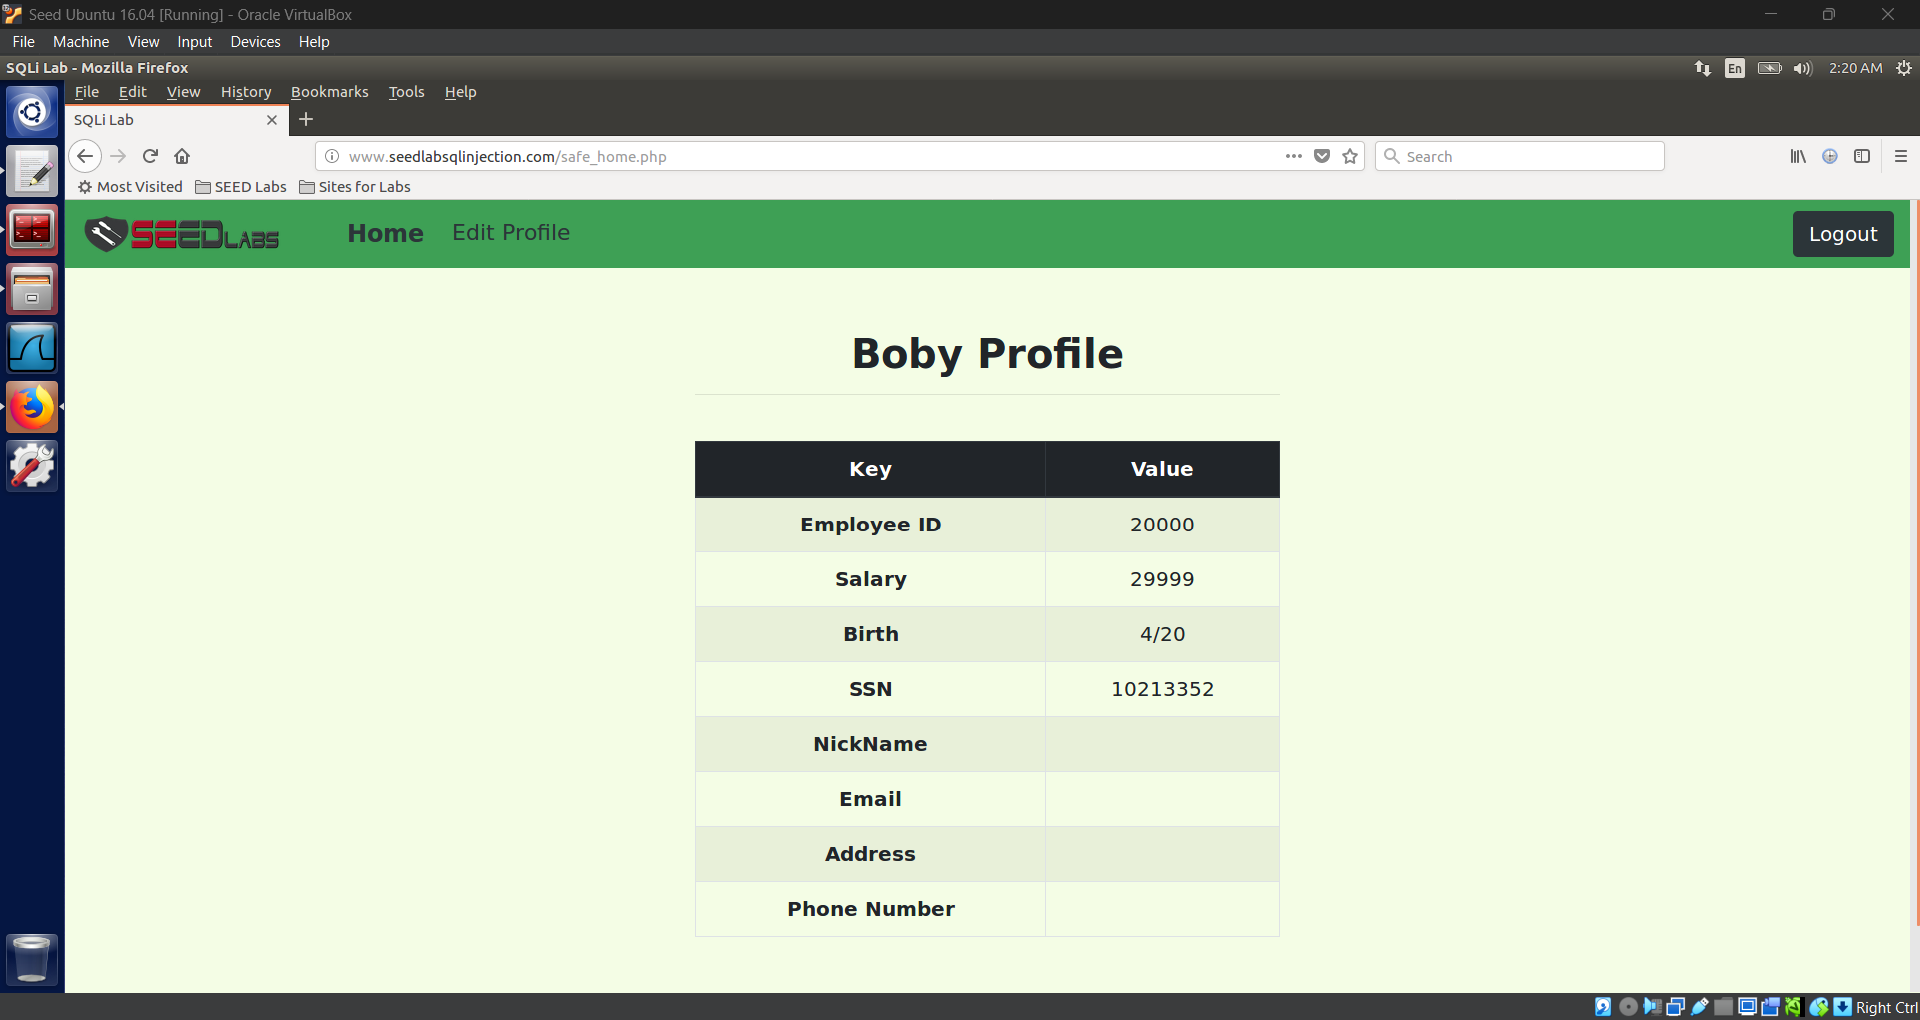 Seed Ubuntu 16.04 [Running] - Oracle VirtualBox
File Machine View Input Devices Help
SQLi Lab - Mozilla Firefox En 2:20 AM
File Edit View History Bookmarks Tools Help
SQLi Lab
www.seedlabsqlinjection.com/safe_home.php Search
Most Visited SEED Labs Sites for Labs
SEEDLABS Home Edit Profile Logout
Boby Profile
Key Value
Employee ID 20000
Salary 29999
Birth 4/20
SSN 10213352
NickName
Email
Address
Phone Number
Right Ctrl